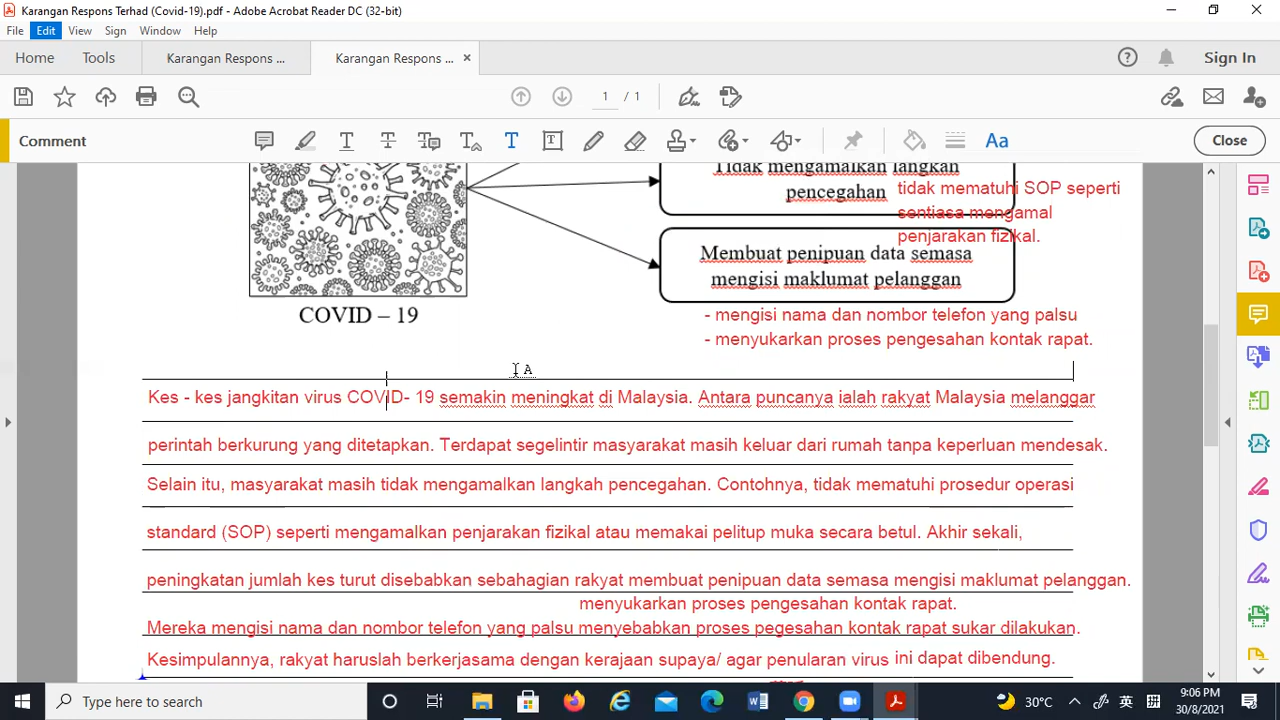 Karangan Respons Terhad (Covid-19).pdf - Adobe Acrobat Reader DC (32-bit)
File Edit View Sign Window Help
Home Tools Karangan Respons ... Karangan Respons ... × Sign In
1 / 1
Comment Close
Tidak mengamalkan langkah
pencegahan
tidak mematuhi SOP seperti
sentiasa mengamal
penjarakan fizikal.
Membuat penipuan data semasa
mengisi maklumat pelanggan
COVID – 19
- mengisi nama dan nombor telefon yang palsu
- menyukarkan proses pengesahan kontak rapat.
Kes - kes jangkitan virus COVID- 19 semakin meningkat di Malaysia. Antara puncanya ialah rakyat Malaysia melanggar
perintah berkurung yang ditetapkan. Terdapat segelintir masyarakat masih keluar dari rumah tanpa keperluan mendesak.
Selain itu, masyarakat masih tidak mengamalkan langkah pencegahan. Contohnya, tidak mematuhi prosedur operasi
standard (SOP) seperti mengamalkan penjarakan fizikal atau memakai pelitup muka secara betul. Akhir sekali,
peningkatan jumlah kes turut disebabkan sebahagian rakyat membuat penipuan data semasa mengisi maklumat pelanggan.
menyukarkan proses pengesahan kontak rapat.
Mereka mengisi nama dan nombor telefon yang palsu menyebabkan proses pegesahan kontak rapat sukar dilakukan.
Kesimpulannya, rakyat haruslah berkerjasama dengan kerajaan supaya/ agar penularan virus ini dapat dibendung.
Type here to search 30°C 英 9:06 PM
30/8/2021